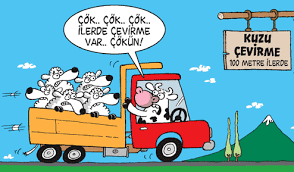 ÇÖK.. ÇÖK.. ÇÖK..
İLERDE ÇEVİRME
VAR.. ÇÖKÜN!
KUZU
ÇEVİRME
100 METRE İLERDE